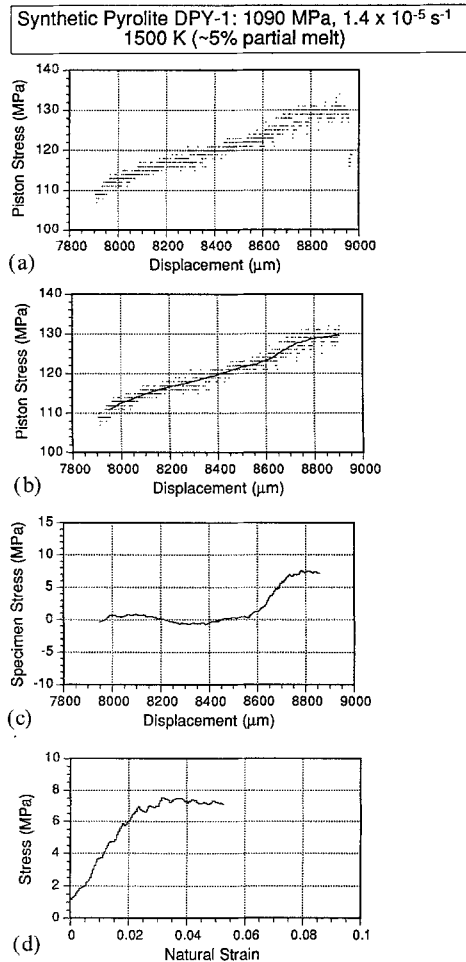 Synthetic Pyrolite DPY-1: 1090 MPa, 1.4 x 10⁻⁵ s⁻¹
1500 K (~5% partial melt)
140
130
120
110
100
Piston Stress (MPa)
7800 8000 8200 8400 8600 8800 9000
Displacement (μm)
(a)
140
130
120
110
100
Piston Stress (MPa)
7800 8000 8200 8400 8600 8800 9000
Displacement (μm)
(b)
15
10
5
0
-5
-10
Specimen Stress (MPa)
7800 8000 8200 8400 8600 8800 9000
Displacement (μm)
(c)
10
8
6
4
2
0
Stress (MPa)
0 0.02 0.04 0.06 0.08 0.1
Natural Strain
(d)